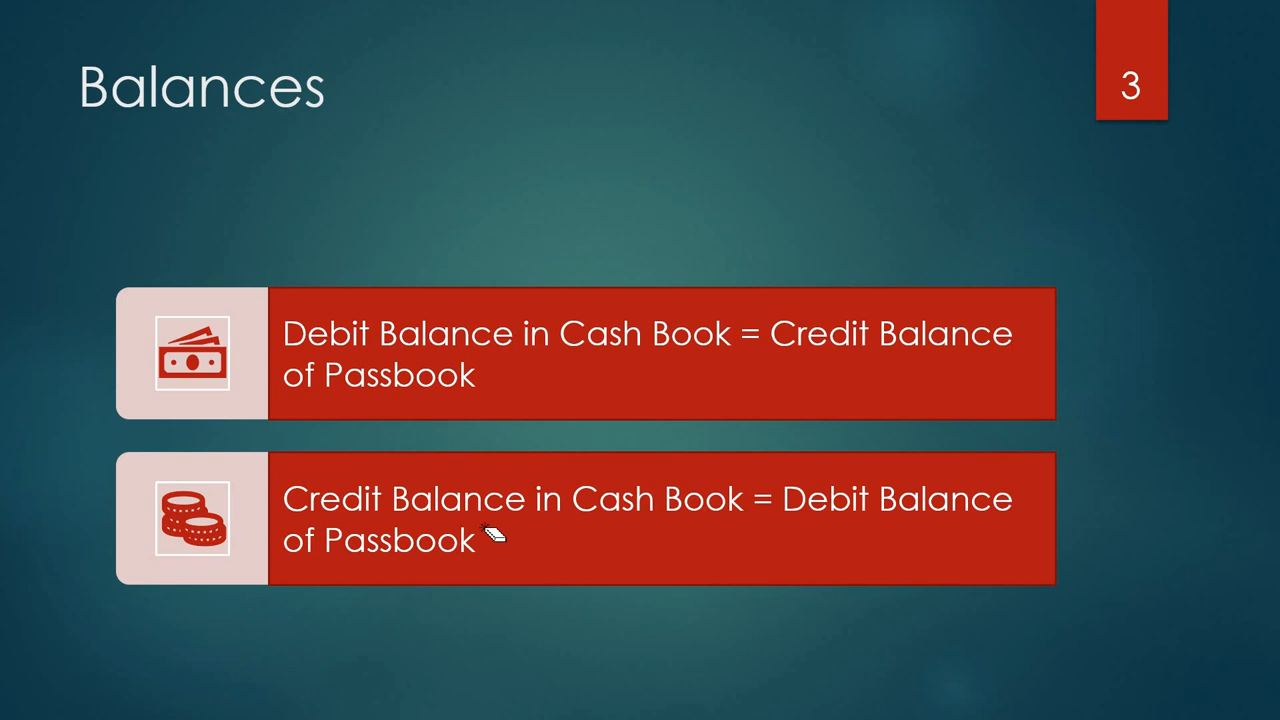 Balances
3
Debit Balance in Cash Book = Credit Balance
of Passbook
Credit Balance in Cash Book = Debit Balance
of Passbook